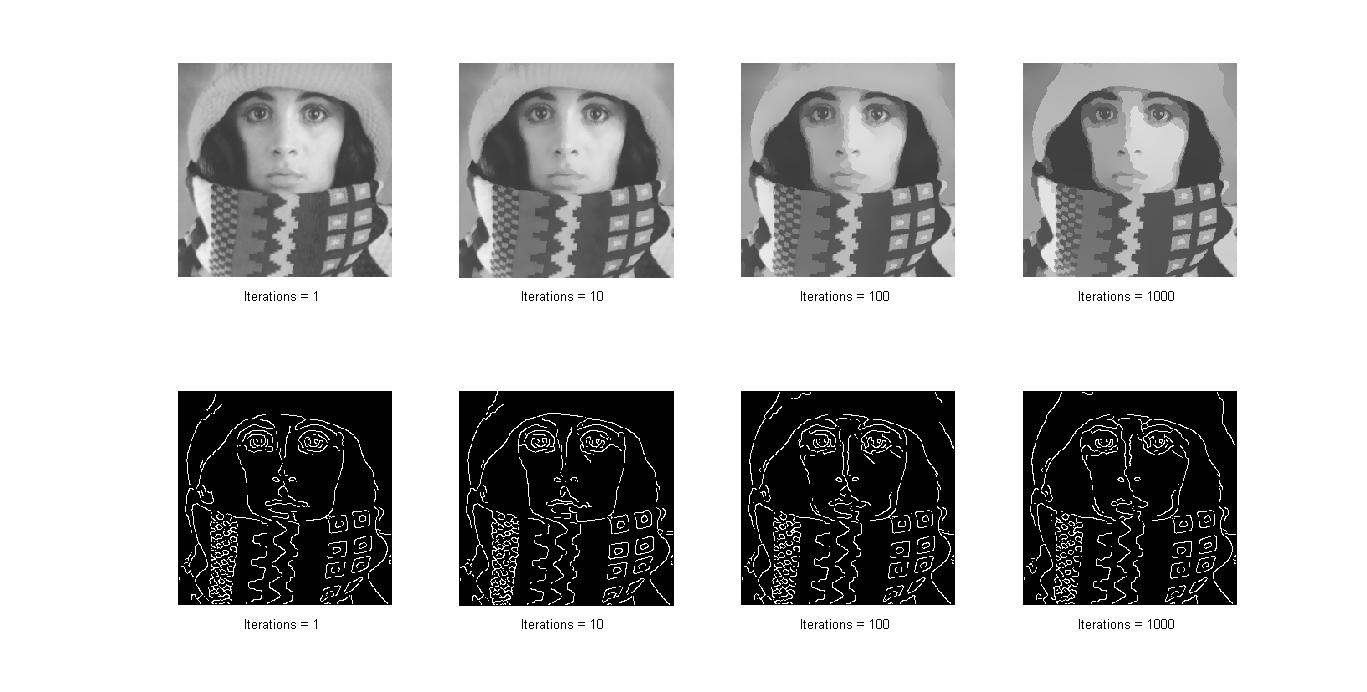 Iterations = 1
Iterations = 10
Iterations = 100
Iterations = 1000
Iterations = 1
Iterations = 10
Iterations = 100
Iterations = 1000